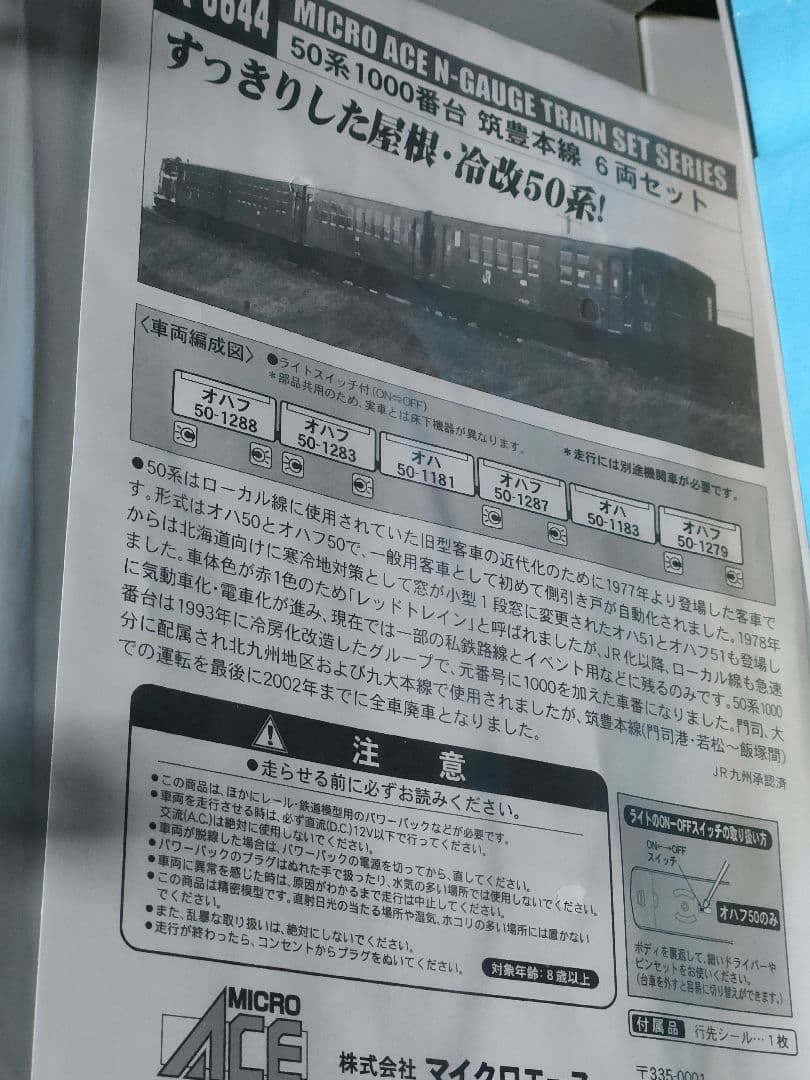 6644
MICRO ACE N-GAUGE TRAIN SET SERIES
50系1000番台 筑豊本線 6両セット
すっきりした屋根・冷改50系!
JR
〈車両編成図〉
●ライトスイッチ付(ON⇔OFF)
*部品共用のため、実車とは床下機器が異なります。
*走行には別途機関車が必要です。
オハフ
50-1288
オハフ
50-1283
オハ
50-1181
オハフ
50-1287
オハ
50-1183
オハフ
50-1279
●50系はローカル線に使用されていた旧型客車の近代化のために1977年より登場した客車で
す。形式はオハ50とオハフ50で、一般用客車として初めて側引き戸が自動化されました。1978年
からは北海道向けに寒冷地対策として窓が小型1段窓に変更されたオハ51とオハフ51も登場し
ました。車体色が赤1色のため「レッドトレイン」と呼ばれましたが、JR化以降、ローカル線も急速
に気動車化・電車化が進み、現在では一部の私鉄路線とイベント用などに残るのみです。50系1000
番台は1993年に冷房化改造したグループで、元番号に1000を加えた車番になりました。門司、大
分に配属され北九州地区および九大本線で使用されましたが、筑豊本線(門司港・若松～飯塚間)
での運転を最後に2002年までに全車廃車となりました。
JR九州承認済
注意
●走らせる前に必ずお読みください。
●この商品は、ほかにレール・鉄道模型用のパワーパックなどが必要です。
●車両を走行させる時は、必ず直流(D.C.)12V以下で行ってください。
交流(A.C.)は絶対に使用しないでください。
●車両が脱線した場合は、パワーパックの電源を切ってから、直してください。
●パワーパックのプラグはぬれた手で扱ったり、水気の多い場所では使用しないでください。
●車両に異常を感じた時は、原因がわかるまで走行は中止してください。
●この商品は精密模型です。直射日光の当たる場所や湿気、ホコリの多い場所には置かない
でください。
●また、乱暴な取り扱いは、絶対にしないでください。
●走行が終わったら、コンセントからプラグをぬいてください。
対象年齢:8歳以上
ライトのON-OFFスイッチの取り扱い方
ON←→OFF
スイッチ
オハフ50のみ
ボディを裏返して、細いドライバーや
ピンセットをお使いください。
(台車を外すと容易に切り替えができます。)
付属品 行先シール…1枚
MICRO
ACE
株式会社 マイクロエース
〒335-0001